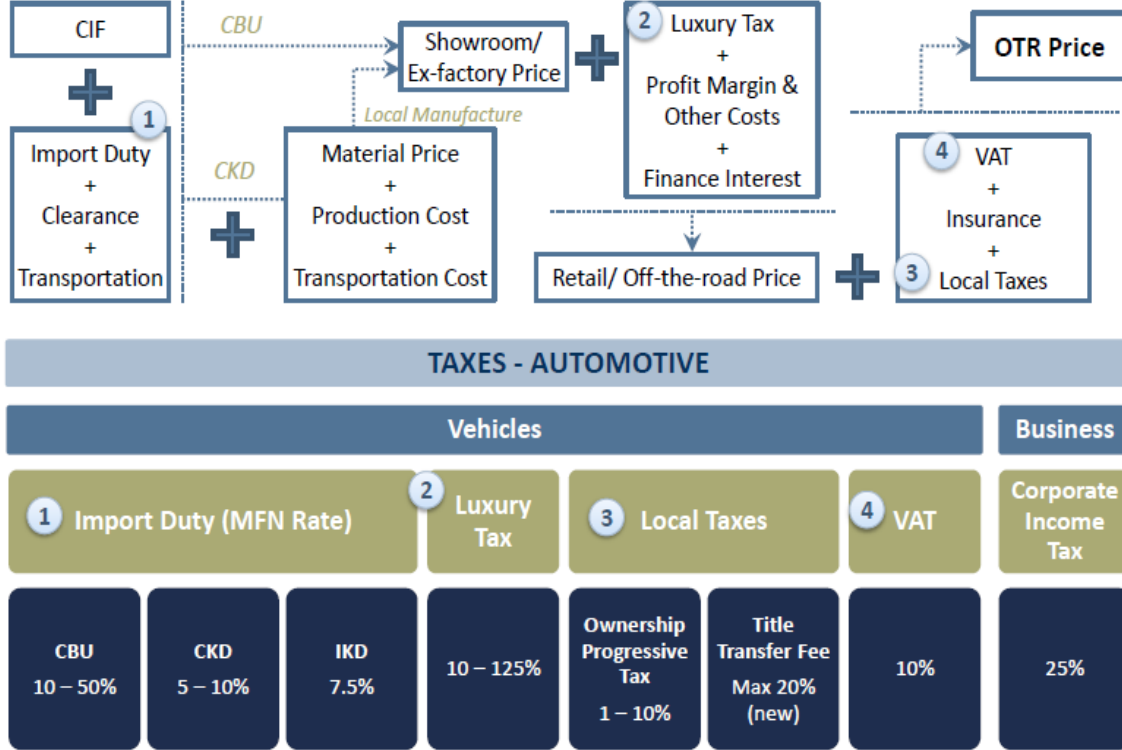 CIF
CBU
Showroom/
Ex-factory Price
2
Luxury Tax
+
Profit Margin &
Other Costs
+
Finance Interest
OTR Price
1
Import Duty
+
Clearance
+
Transportation
CKD
Local Manufacture
Material Price
+
Production Cost
+
Transportation Cost
Retail/ Off-the-road Price
4
VAT
+
Insurance
+
3
Local Taxes
TAXES - AUTOMOTIVE
Vehicles
Business
1 Import Duty (MFN Rate)
2
Luxury
Tax
3 Local Taxes
4 VAT
Corporate
Income
Tax
CBU
10 – 50%
CKD
5 – 10%
IKD
7.5%
10 – 125%
Ownership
Progressive
Tax
1 – 10%
Title
Transfer Fee
Max 20%
(new)
10%
25%